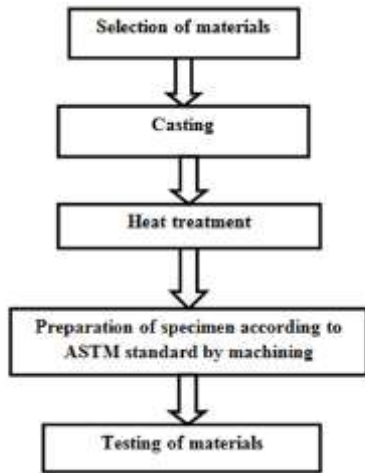 Selection of materials
Casting
Heat treatment
Preparation of specimen according to
ASTM standard by machining
Testing of materials